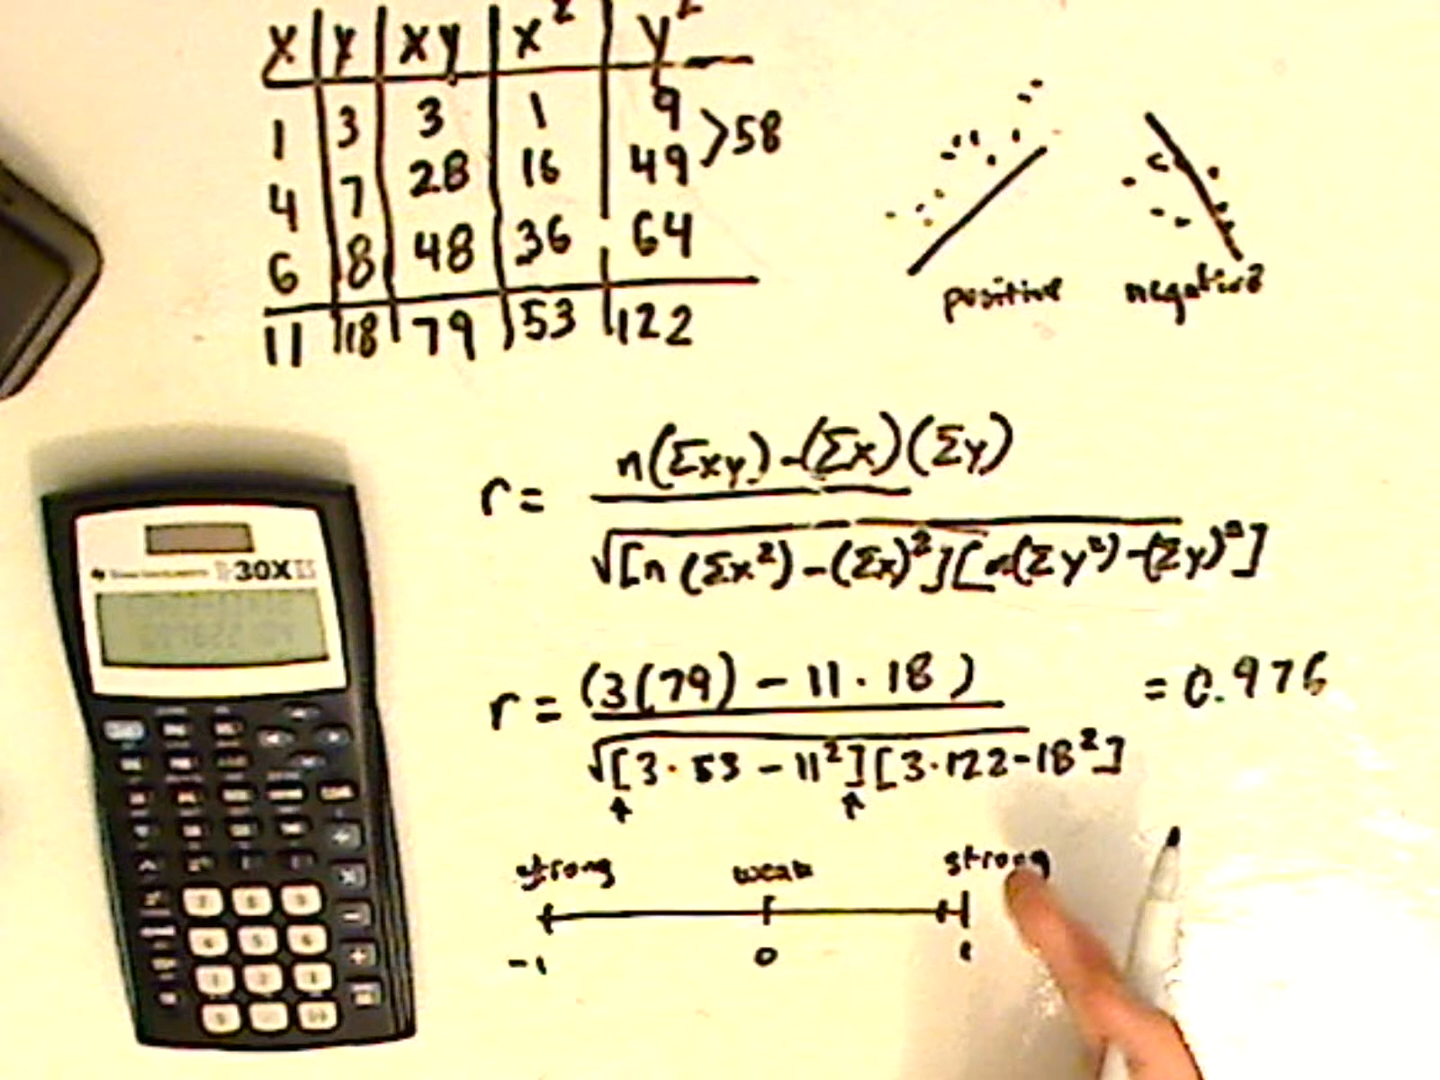 x y xy x² y²
1 3 3 1 9
4 7 28 16 49 >58
6 8 48 36 64
11 18 79 53 122
positive negative
r = n(Σxy)-(Σx)(Σy)
√[n(Σx²)-(Σx)²][n(Σy²)-(Σy)²]
TI-30XIIS
r = (3(79) - 11·18) = 0.976
√[3·53-11²][3·122-18²]
strong weak strong
-1 0 1